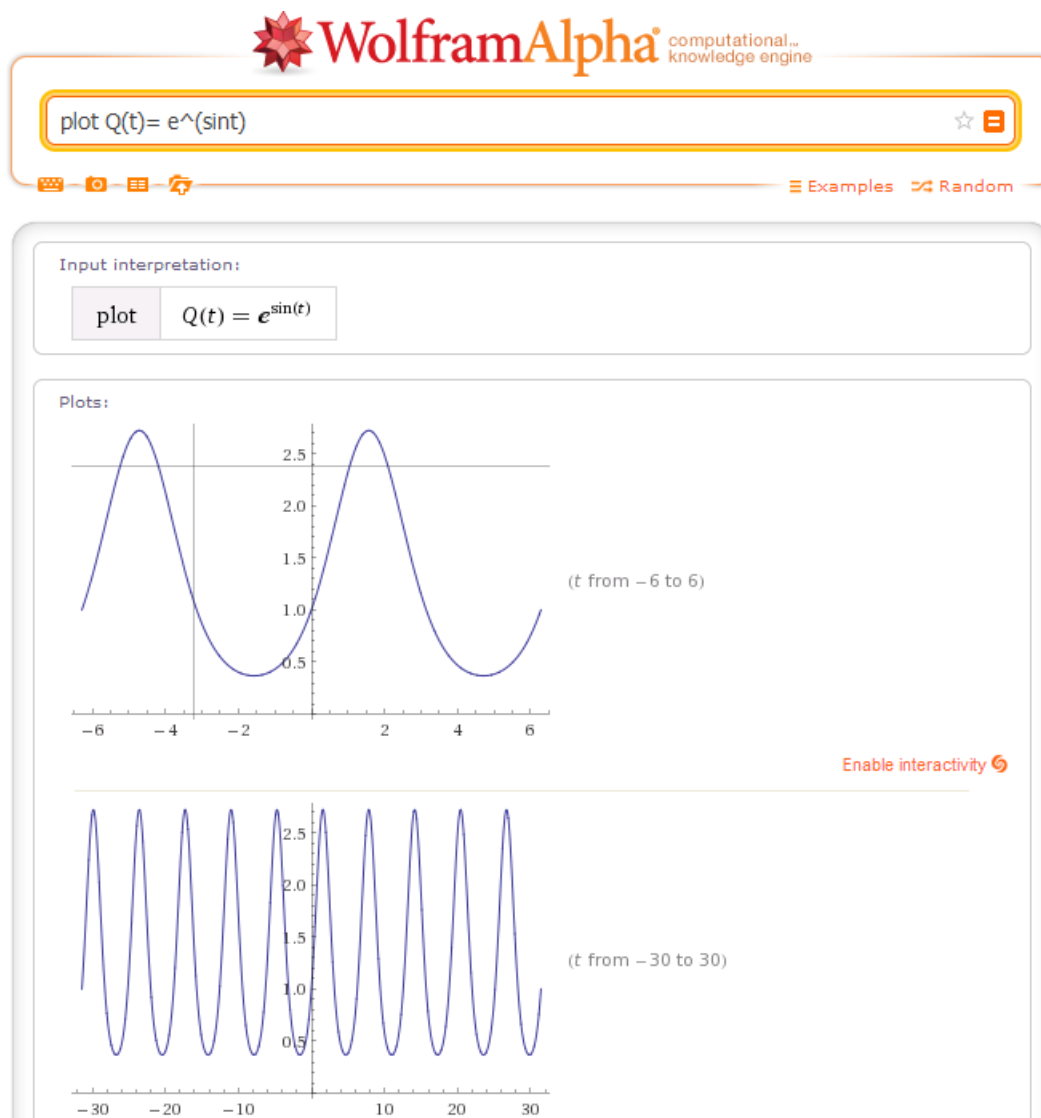 WolframAlpha computational... knowledge engine
plot Q(t)= e^(sint)
Examples Random
Input interpretation:
plot Q(t) = e^sin(t)
Plots:
2.5
2.0
1.5
(t from −6 to 6)
1.0
0.5
−6 −4 −2 2 4 6
Enable interactivity
2.5
2.0
1.5
(t from −30 to 30)
1.0
0.5
−30 −20 −10 10 20 30